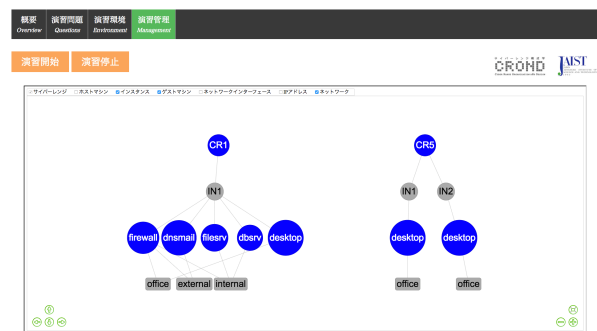 概要 演習問題 演習環境 演習管理
Overview Questions Environment Management
演習開始 演習停止
CROND JAIST
サイバーレンジ ホストマシン インスタンス ゲストマシン ネットワークインターフェース IPアドレス ネットワーク
CR1 CR5
IN1 IN1 IN2
firewall dnsmail filesrv dbsrv desktop desktop desktop
office external internal office office